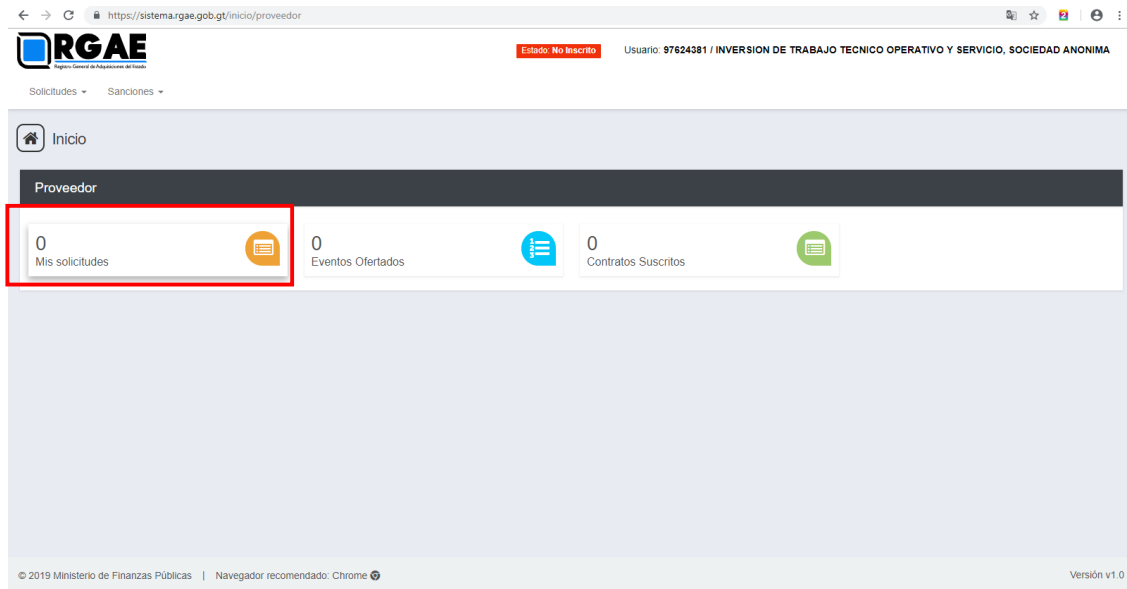 https://sistema.rgae.gob.gt/inicio/proveedor
RGAE
Registro General de Adquisiciones del Estado
Estado: No Inscrito
Usuario: 97624381 / INVERSION DE TRABAJO TECNICO OPERATIVO Y SERVICIO, SOCIEDAD ANONIMA
Solicitudes
Sanciones
Inicio
Proveedor
0
Mis solicitudes
0
Eventos Ofertados
0
Contratos Suscritos
© 2019 Ministerio de Finanzas Públicas | Navegador recomendado: Chrome
Versión v1.0